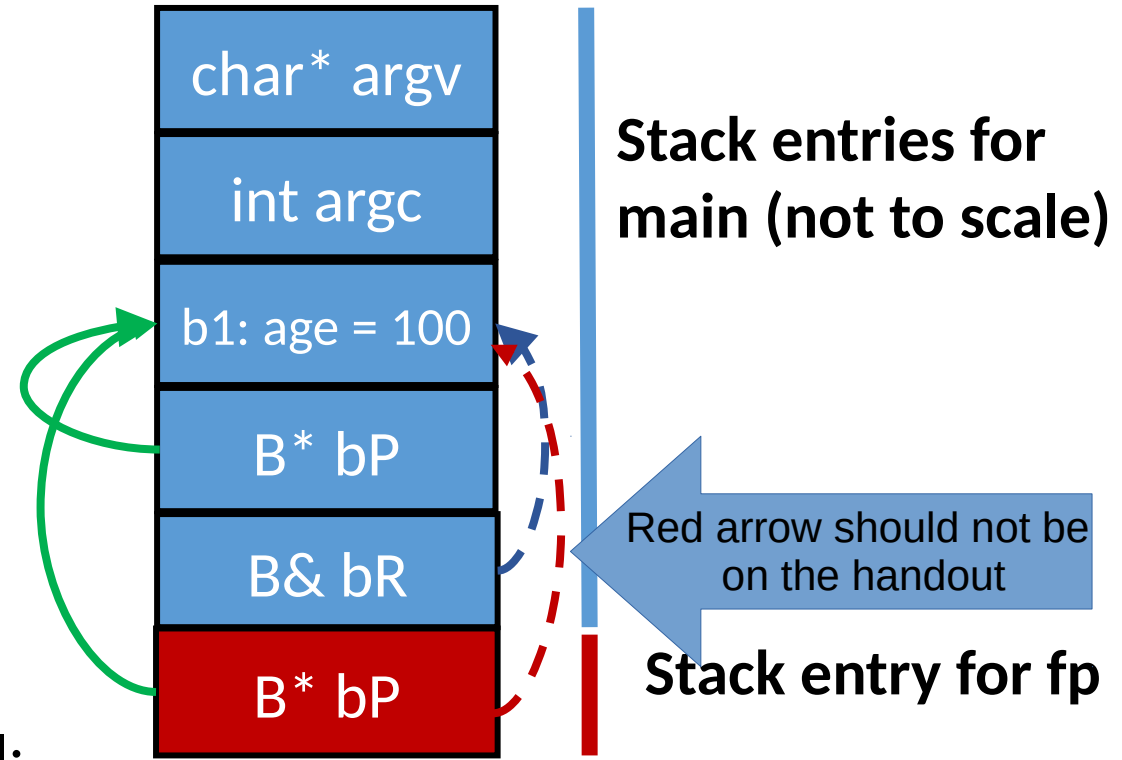 char* argv
int argc
b1: age = 100
B* bP
B& bR
B* bP
Stack entries for
main (not to scale)
Red arrow should not be
on the handout
Stack entry for fp